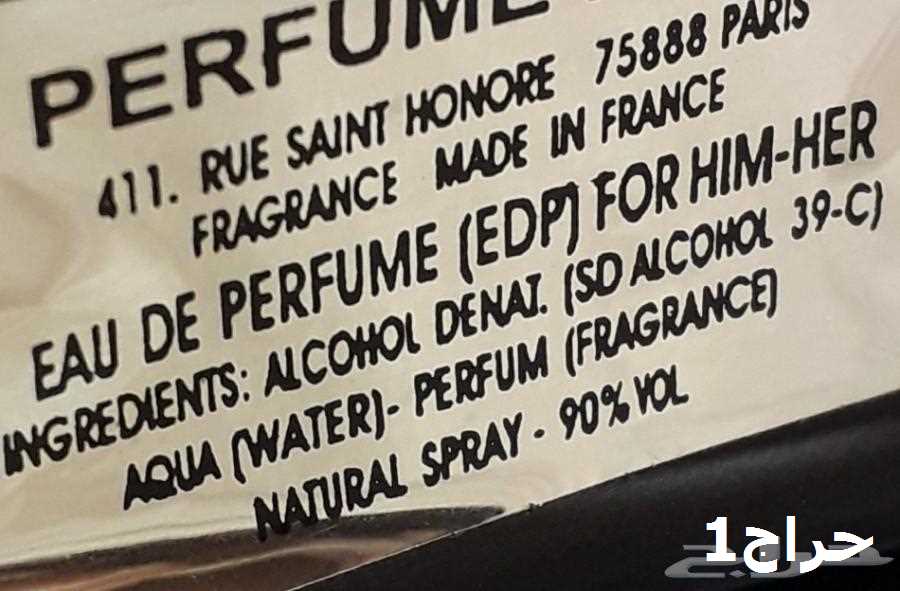 PERFUME
411. RUE SAINT HONORE 75888 PARIS
FRAGRANCE MADE IN FRANCE
EAU DE PERFUME (EDP) FOR HIM-HER
INGREDIENTS: ALCOHOL DENAT. (SD ALCOHOL 39-C)
AQUA (WATER)- PERFUM (FRAGRANCE)
NATURAL SPRAY - 90% VOL
حراج1
حراج